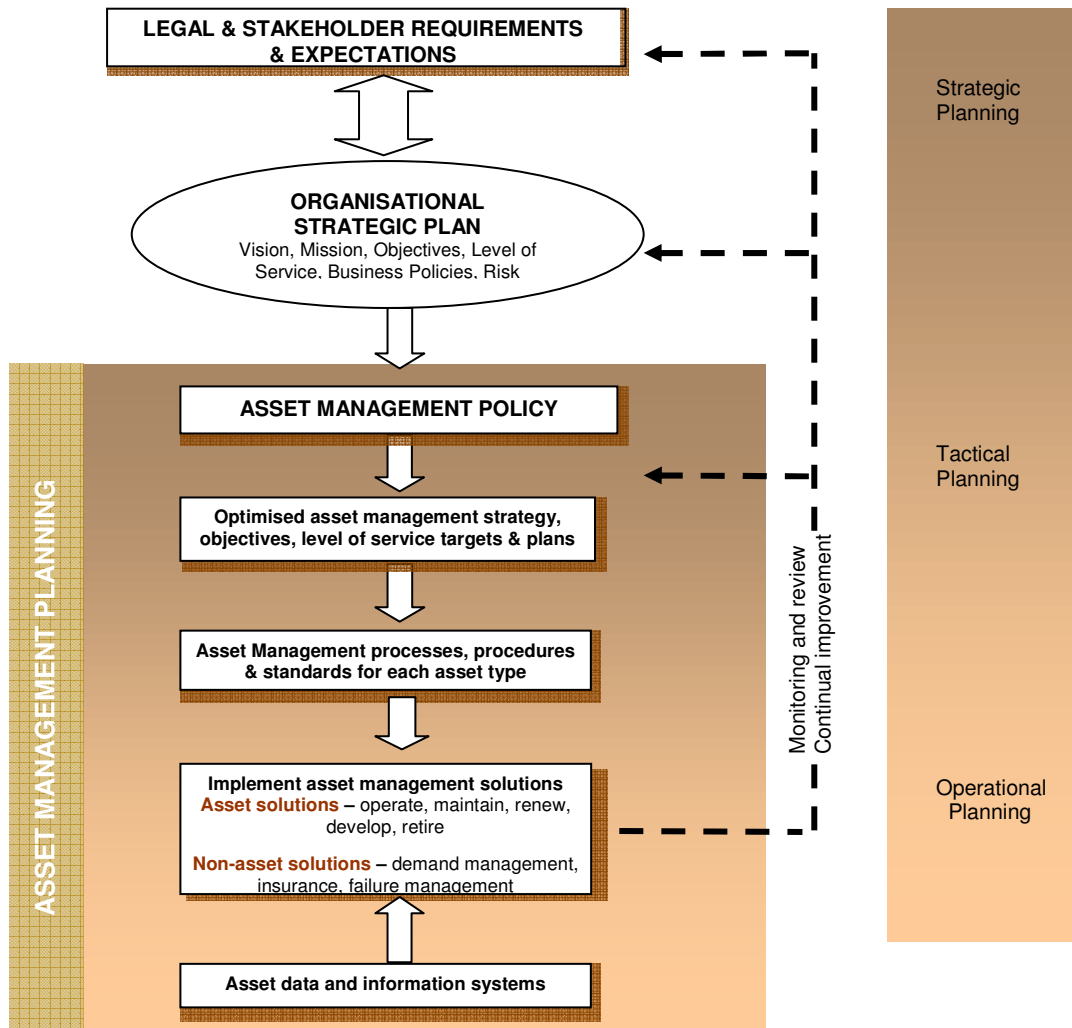 LEGAL & STAKEHOLDER REQUIREMENTS
& EXPECTATIONS
Strategic
Planning
ORGANISATIONAL
STRATEGIC PLAN
Vision, Mission, Objectives, Level of
Service, Business Policies, Risk
ASSET MANAGEMENT PLANNING
ASSET MANAGEMENT POLICY
Tactical
Planning
Optimised asset management strategy,
objectives, level of service targets & plans
Asset Management processes, procedures
& standards for each asset type
Monitoring and review
Continual improvement
Implement asset management solutions
Asset solutions – operate, maintain, renew,
develop, retire
Non-asset solutions – demand management,
insurance, failure management
Operational
Planning
Asset data and information systems